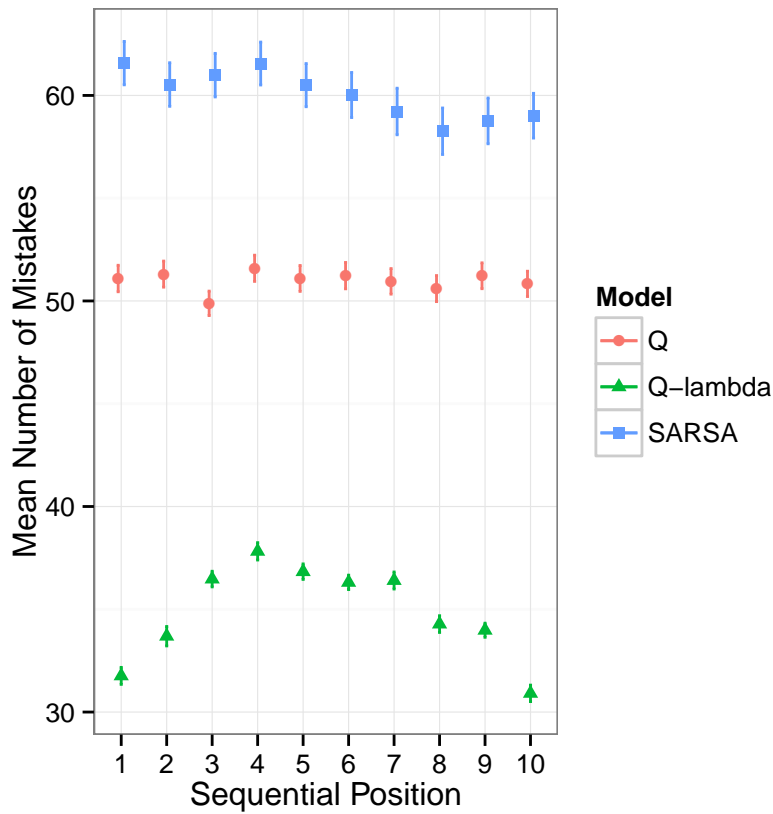 Mean Number of Mistakes
60
50
40
30
1 2 3 4 5 6 7 8 9 10
Sequential Position
Model
Q
Q−lambda
SARSA